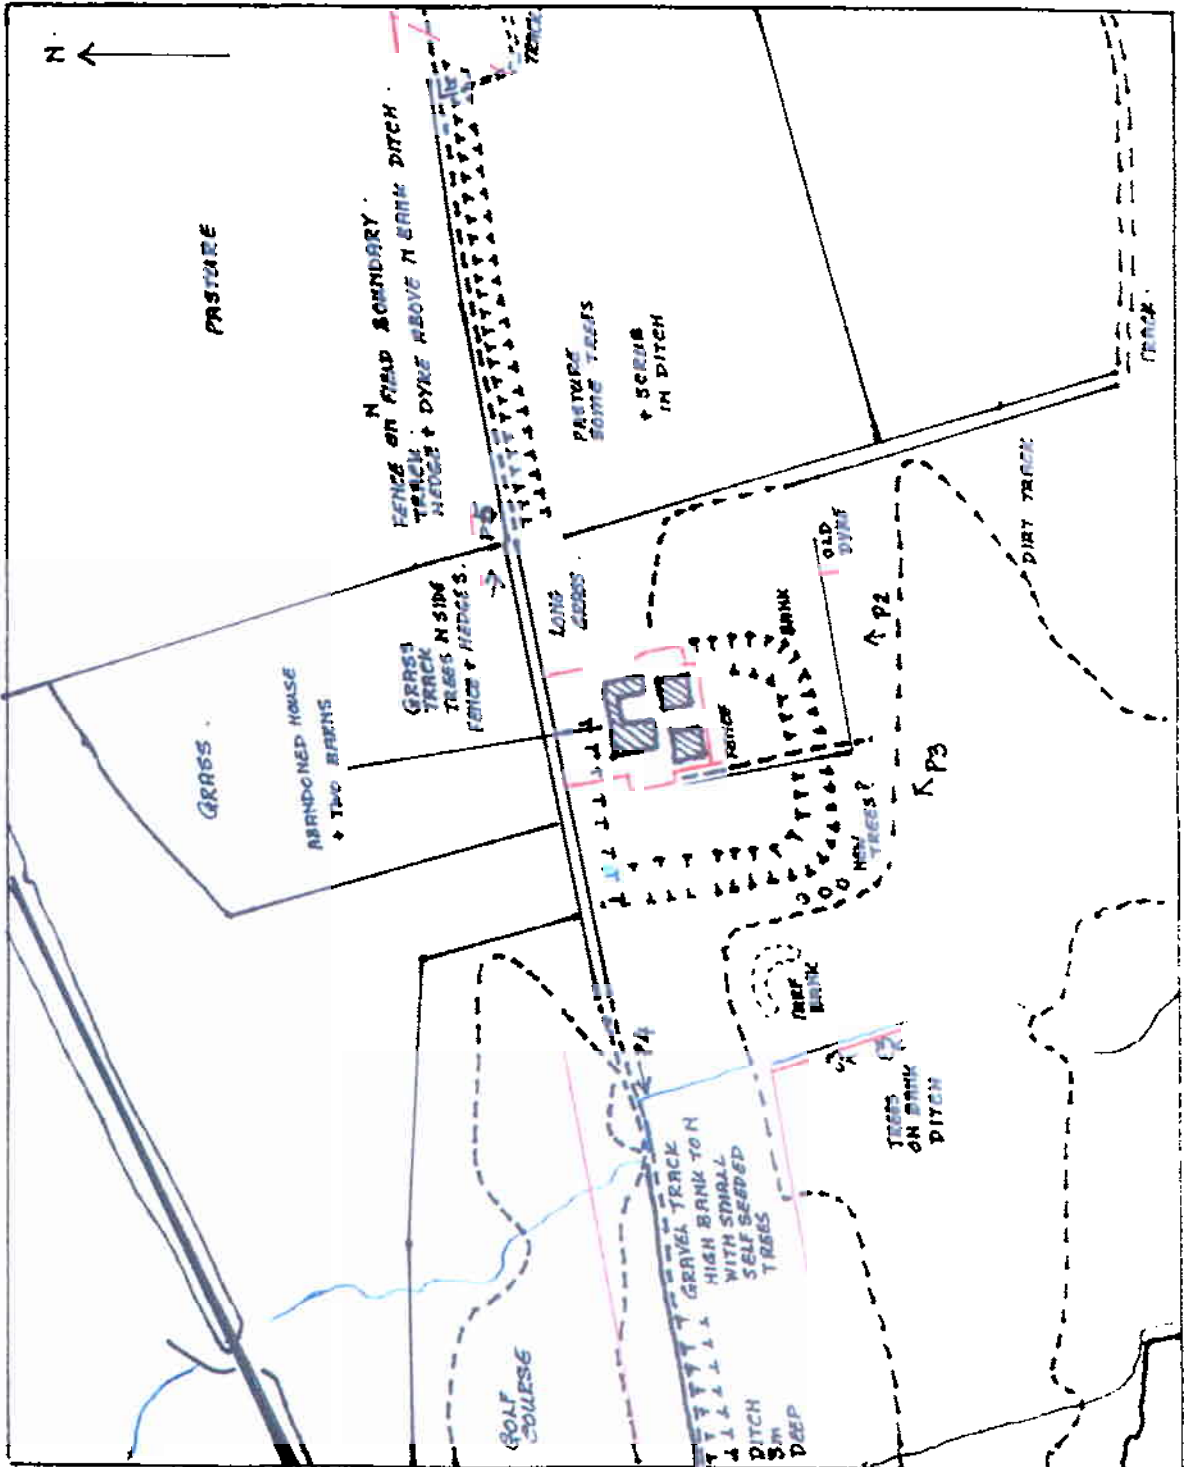 N
TRACK
PASTURE
N
FENCE ON FIELD BOUNDARY.
TRACK.
HEDGE + DYKE ABOVE N BANK DITCH.
PASTURE
SOME TREES
+ SCRUB
IN DITCH
TRACK.
GRASS
TRACK
TREES N SIDE
FENCE + HEDGES.
P5
LONG
GRASS
OLD
DYKE
DIRT TRACK
ABANDONED HOUSE
+ TWO BARNS
GRASS.
BANK
P2
FENCE
P3
NEW
TREES?
TURF
BANK
P4
TREES
ON BANK
DITCH
GRAVEL TRACK
HIGH BANK TO N
WITH SMALL
SELF SEEDED
TREES
GOLF
COURSE
DITCH
3m
DEEP